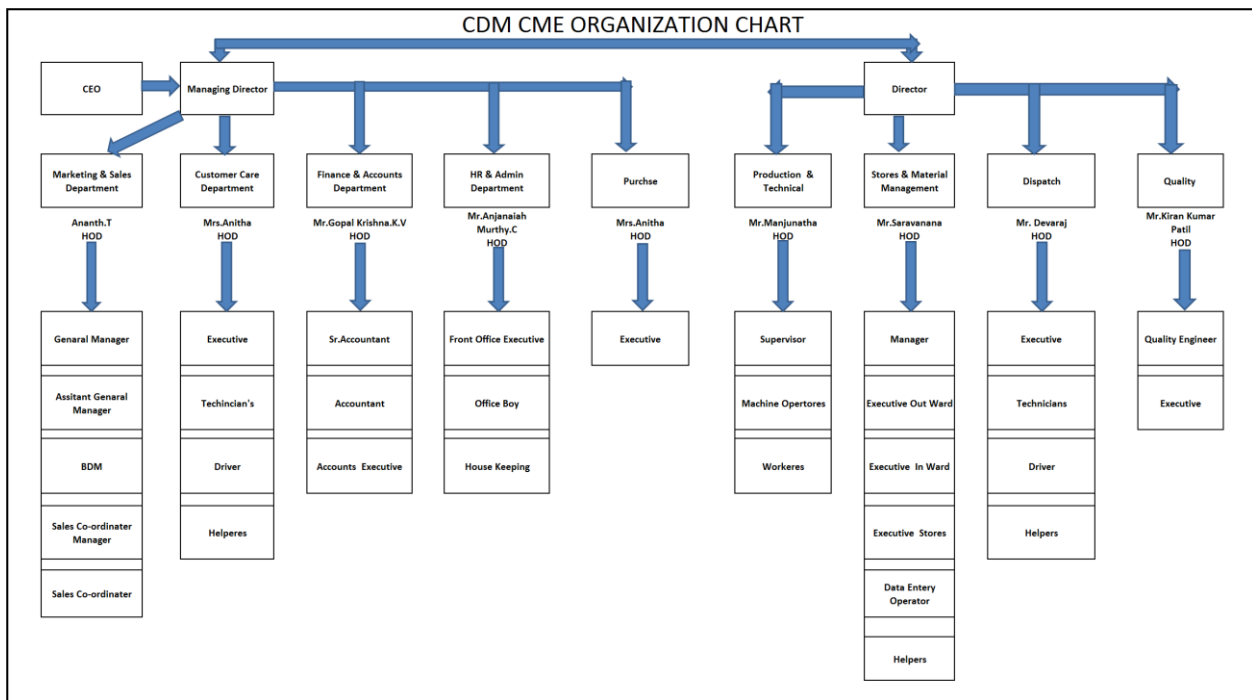 CDM CME ORGANIZATION CHART
CEO
Managing Director
Director
Marketing & Sales
Department
Customer Care
Department
Finance & Accounts
Department
HR & Admin
Department
Purchse
Production & 
Technical
Stores & Material
Management
Dispatch
Quality
Ananth.T
HOD
Mrs.Anitha
HOD
Mr.Gopal Krishna.K.V
HOD
Mr.Anjanaiah
Murthy.C
HOD
Mrs.Anitha
HOD
Mr.Manjunatha
HOD
Mr.Saravanana
HOD
Mr. Devaraj
HOD
Mr.Kiran Kumar
Patil
HOD
Genaral Manager
Executive
Sr.Accountant
Front Office Executive
Executive
Supervisor
Manager
Executive
Quality Engineer
Assitant Genaral
Manager
Techincian's
Accountant
Office Boy
Machine Opertores
Executive Out Ward
Technicians
Executive
BDM
Driver
Accounts Executive
House Keeping
Workeres
Executive In Ward
Driver
Sales Co-ordinater
Manager
Helperes
Executive Stores
Helpers
Sales Co-ordinater
Data Entery
Operator
Helpers